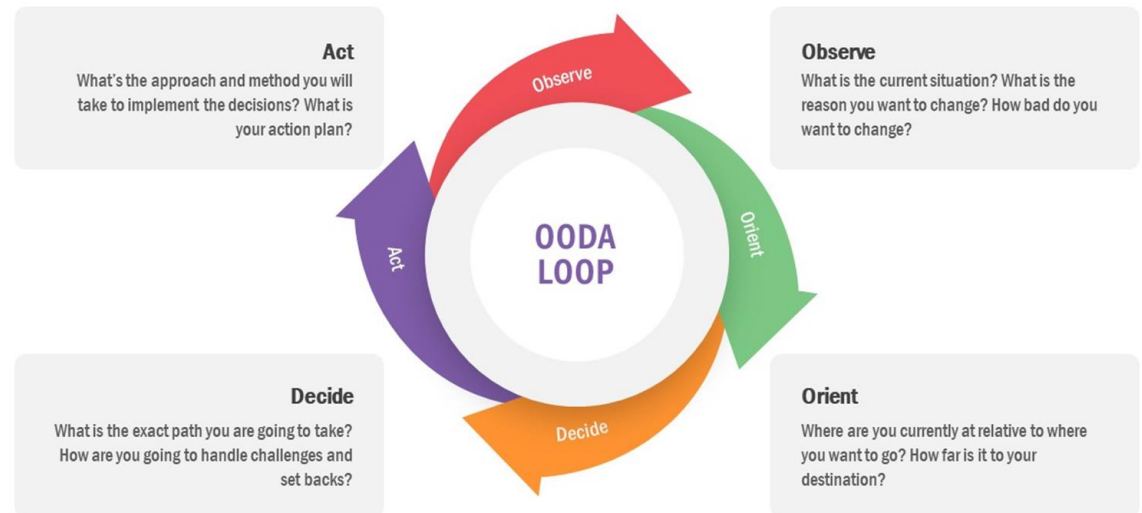 Act
What's the approach and method you will
take to implement the decisions? What is
your action plan?
Observe
What is the current situation? What is the
reason you want to change? How bad do you
want to change?
Observe
Orient
Decide
Act
OODA
LOOP
Decide
What is the exact path you are going to take?
How are you going to handle challenges and
set backs?
Orient
Where are you currently at relative to where
you want to go? How far is it to your
destination?